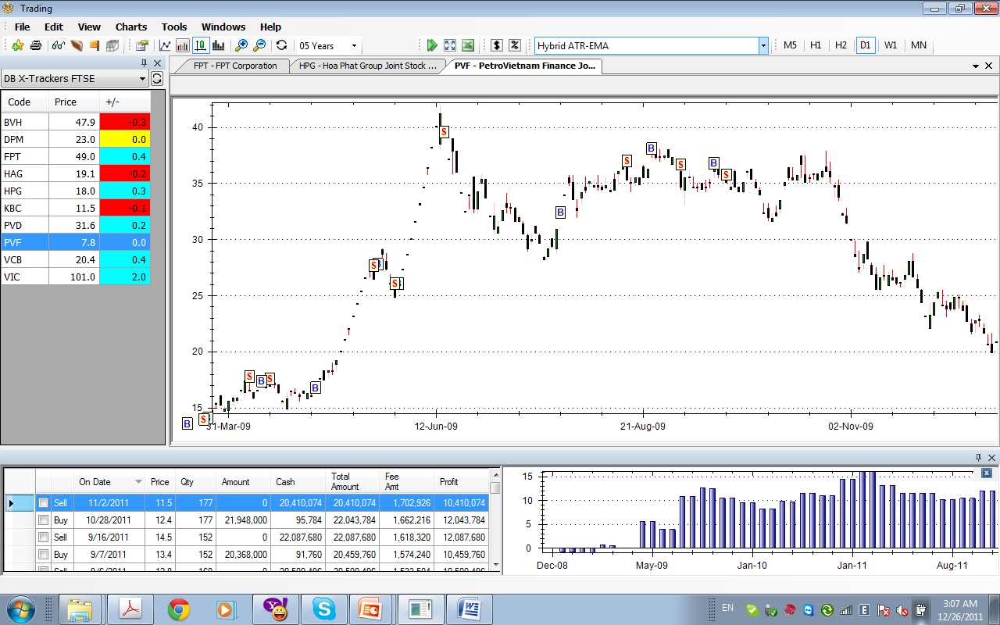 Trading
File Edit View Charts Tools Windows Help
05 Years Hybrid ATR-EMA M5 H1 H2 D1 W1 MN
DB X-Trackers FTSE
FPT - FPT Corporation HPG - Hoa Phat Group Joint Stock ... PVF - PetroVietnam Finance Jo...
Code Price +/-
BVH 47.9 -0.3
DPM 23.0 0.0
FPT 49.0 0.4
HAG 19.1 -0.2
HPG 18.0 0.3
KBC 11.5 -0.1
PVD 31.6 0.2
PVF 7.8 0.0
VCB 20.4 0.4
VIC 101.0 2.0
40
35
30
25
20
15
S
B
S
B
S
B
S
B
S
S
S
B
S
B
S
B
S
B
31-Mar-09 12-Jun-09 21-Aug-09 02-Nov-09
On Date Price Qty Amount Cash Total Amount Fee Amt Profit
Sell 11/2/2011 11.5 177 0 20,410,074 20,410,074 1,702,926 10,410,074
Buy 10/28/2011 12.4 177 21,948,000 95,784 22,043,784 1,662,216 12,043,784
Sell 9/16/2011 14.5 152 0 22,087,680 22,087,680 1,618,320 12,087,680
Buy 9/7/2011 13.4 152 20,368,000 91,760 20,459,760 1,574,240 10,459,760
15
10
5
0
Dec-08 May-09 Jan-10 Jan-11 Aug-11
EN
3:07 AM
12/26/2011